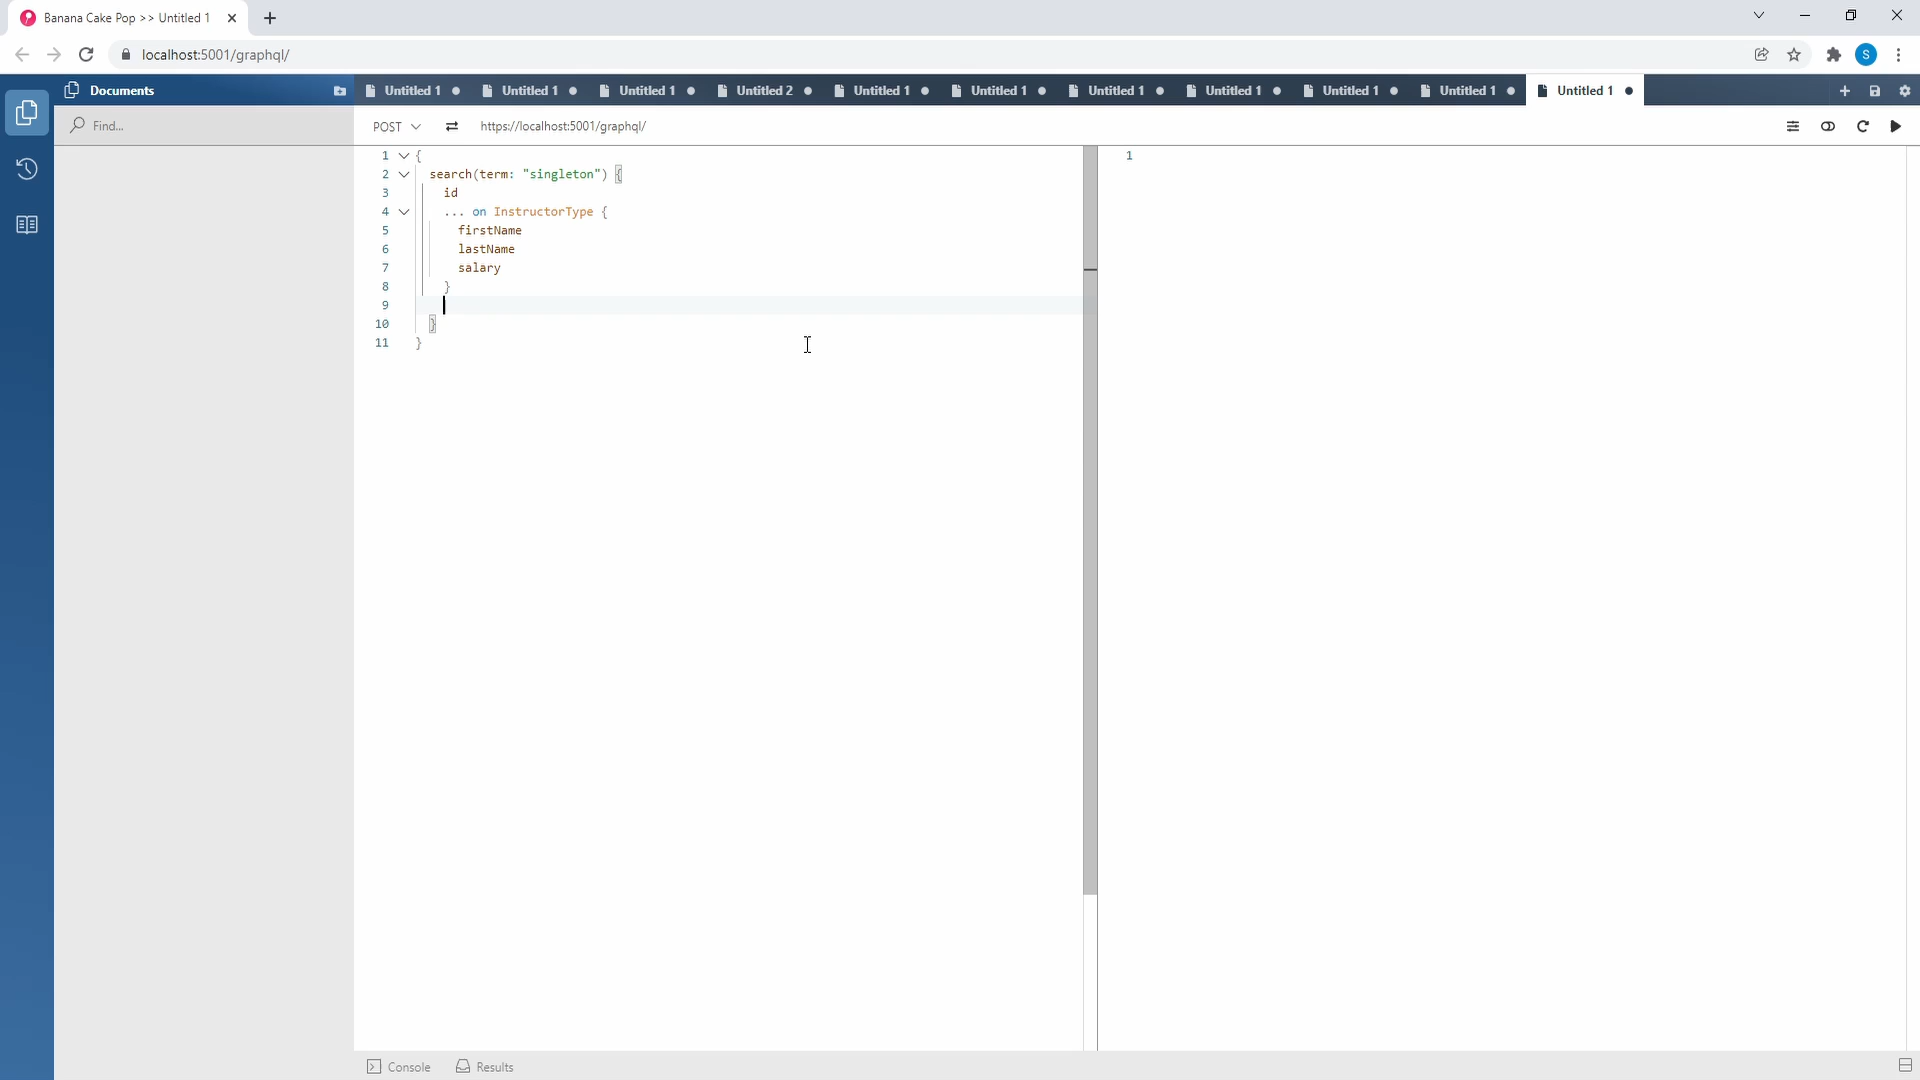 Banana Cake Pop >> Untitled 1
localhost:5001/graphql/
S
Documents
Untitled 1
Untitled 1
Untitled 1
Untitled 2
Untitled 1
Untitled 1
Untitled 1
Untitled 1
Untitled 1
Untitled 1
Untitled 1
Find...
POST
https://localhost:5001/graphql/
1 {
2 search(term: "singleton") {
3 id
4 ... on InstructorType {
5 firstName
6 lastName
7 salary
8 }
9
10 }
11 }
1
Console
Results